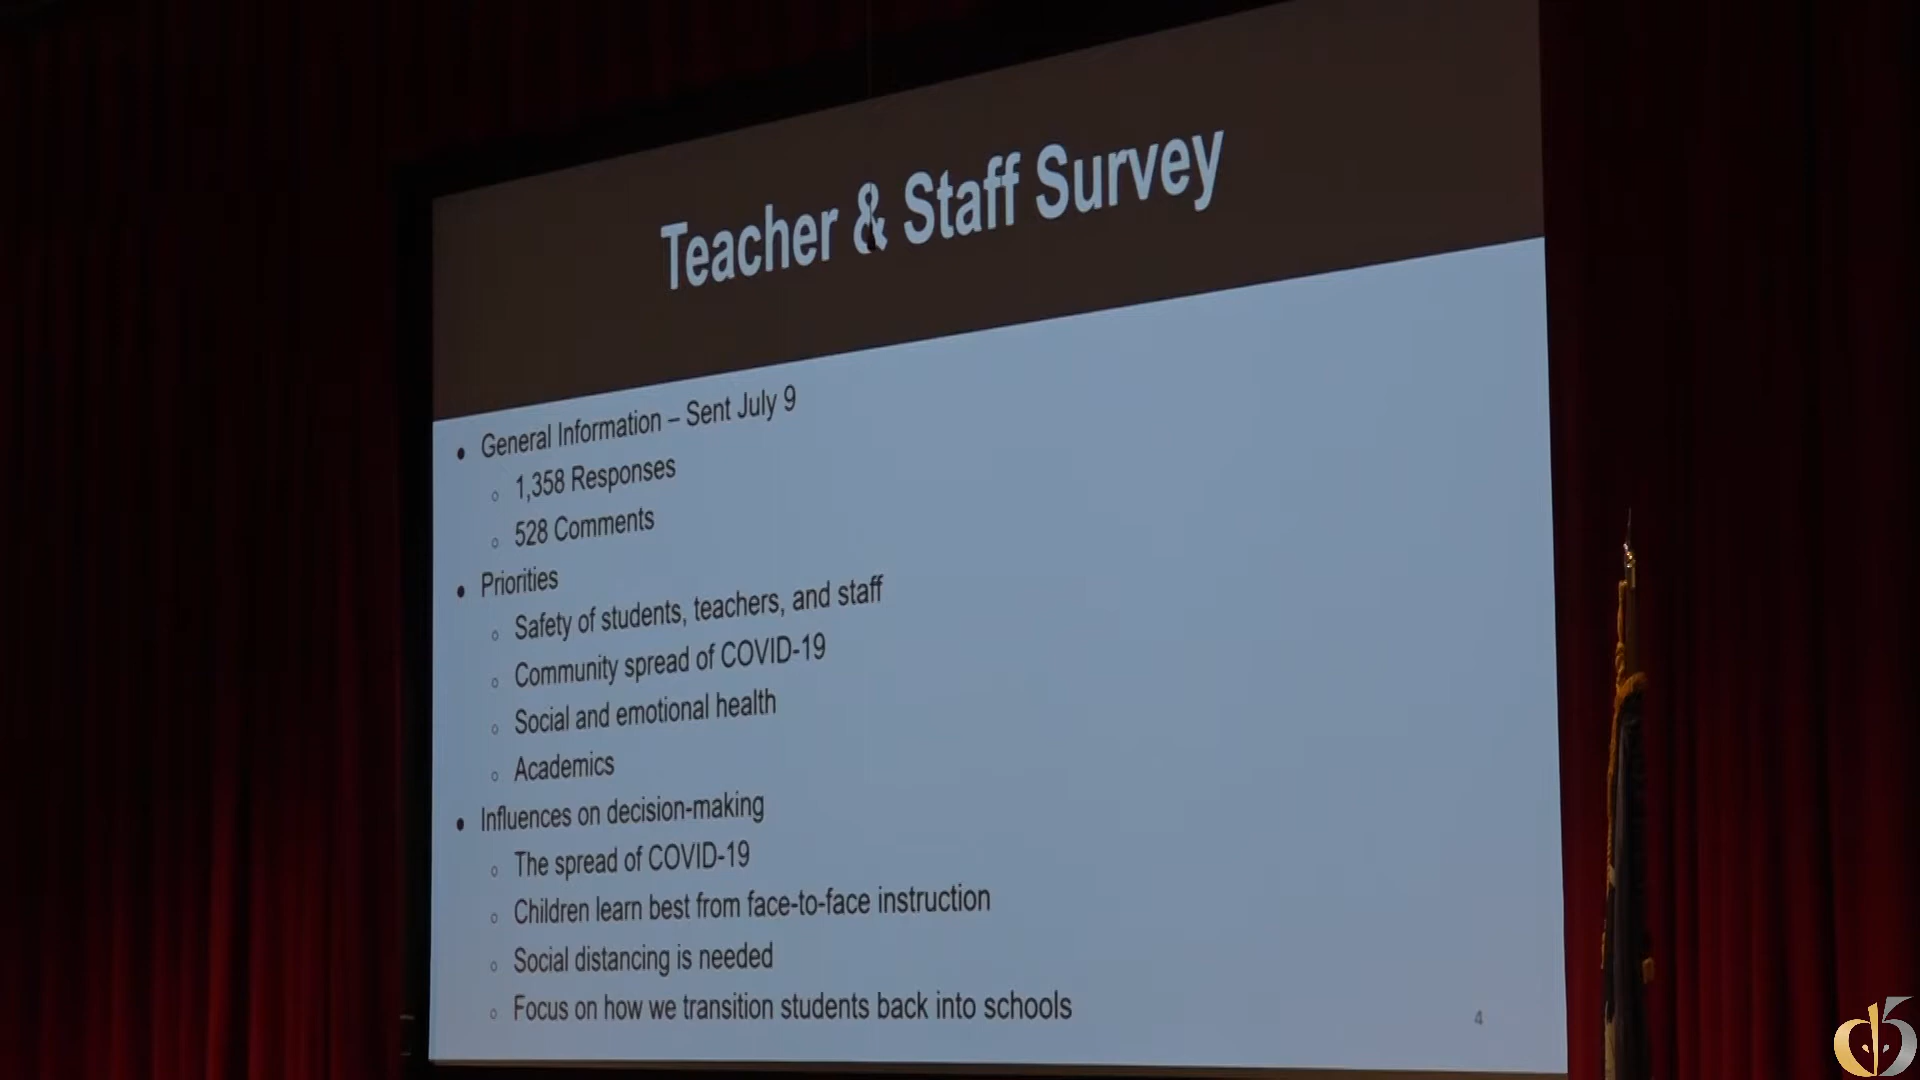 Teacher & Staff Survey
• General Information – Sent July 9
○ 1,358 Responses
○ 528 Comments
• Priorities
○ Safety of students, teachers, and staff
○ Community spread of COVID-19
○ Social and emotional health
○ Academics
• Influences on decision-making
○ The spread of COVID-19
○ Children learn best from face-to-face instruction
○ Social distancing is needed
○ Focus on how we transition students back into schools
4
d5